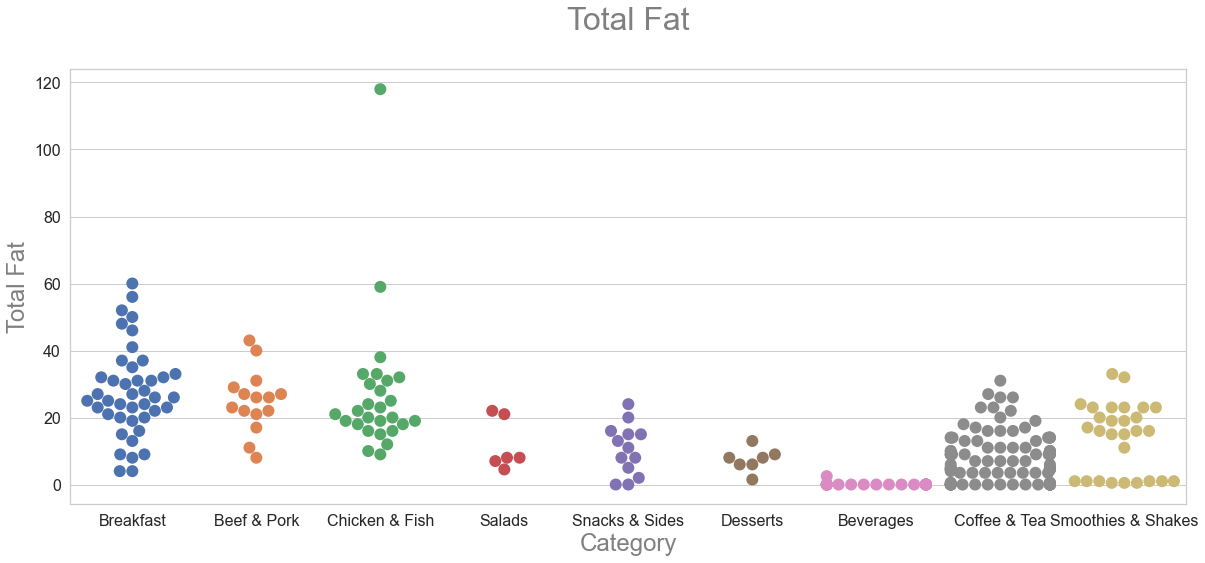 Total Fat
120
100
80
60
40
20
0
Total Fat
Breakfast Beef & Pork Chicken & Fish Salads Snacks & Sides Desserts Beverages Coffee & Tea Smoothies & Shakes
Category